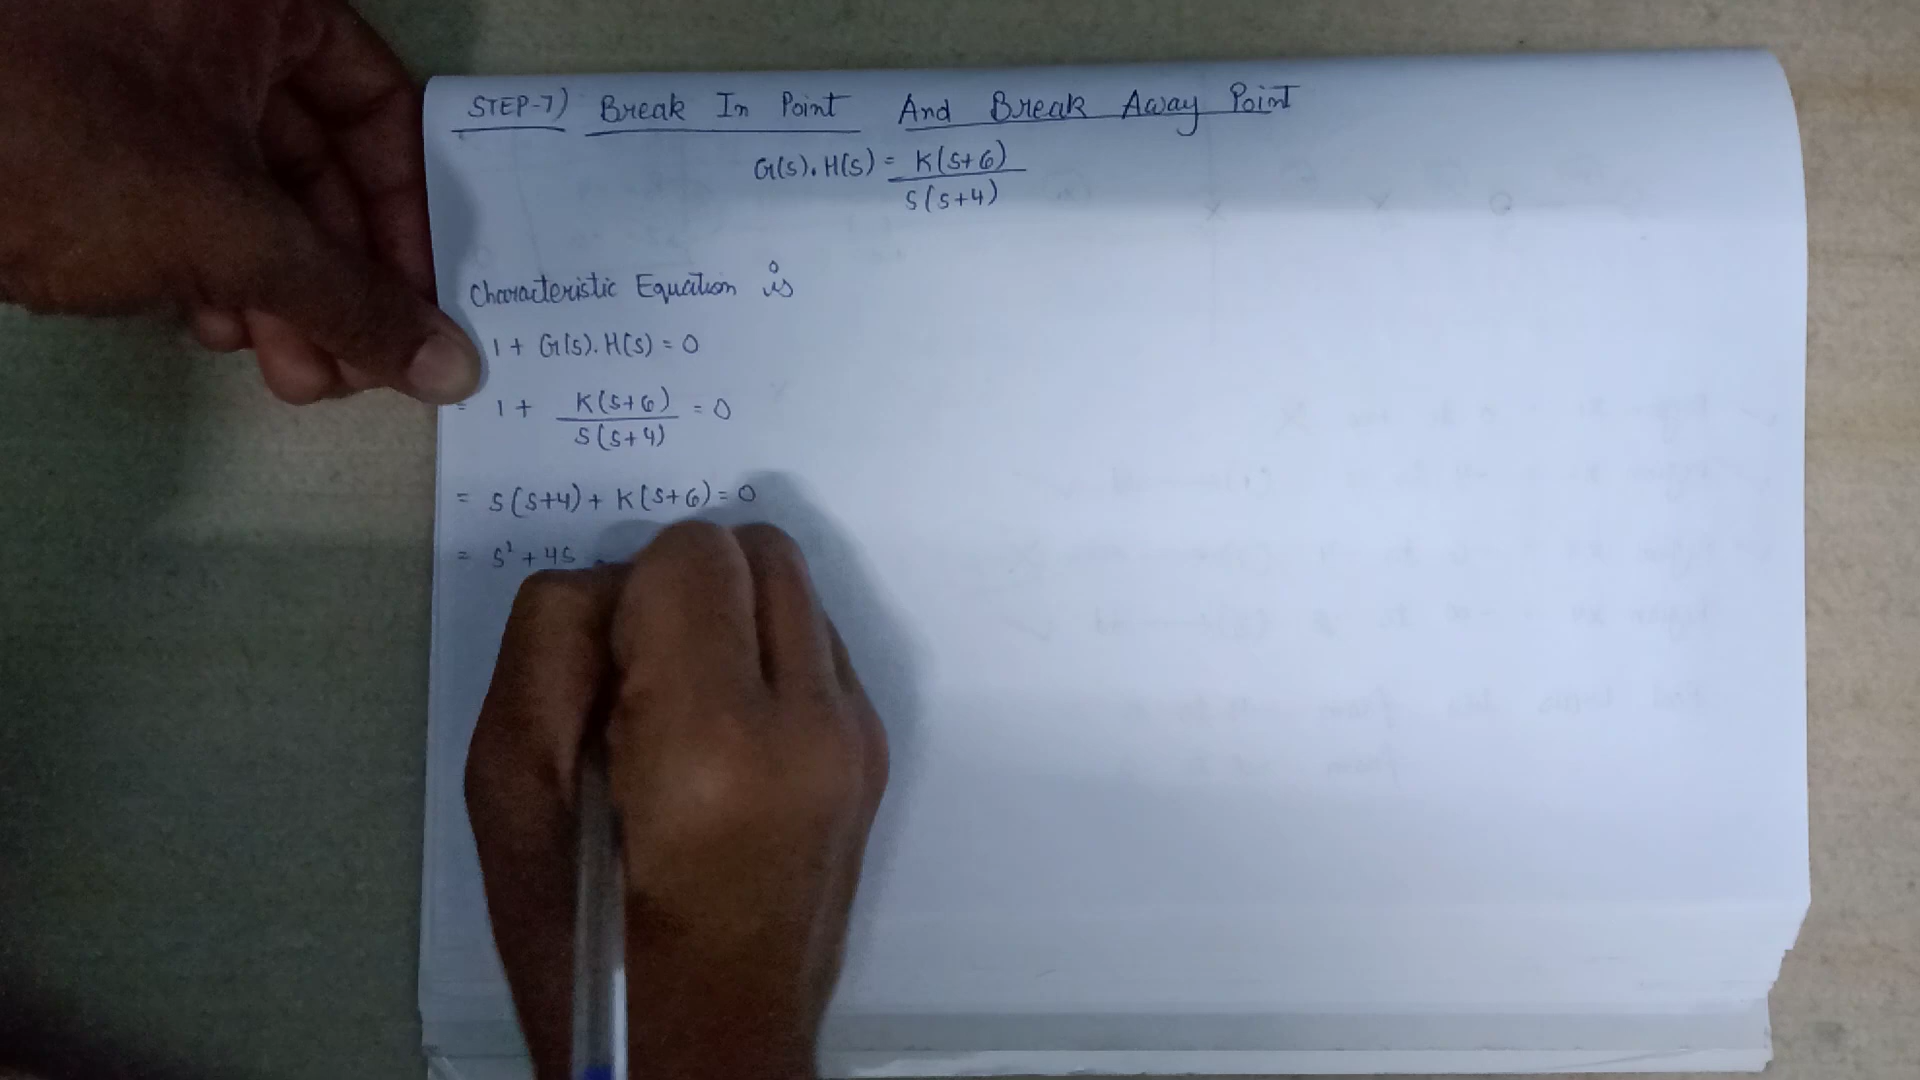 STEP-7) Break In Point And Break Away Point
G(s).H(s) = K(s+6)
s(s+4)
Characteristic Equation is
1 + G(s).H(s) = 0
= 1 + K(s+6) = 0
s(s+4)
= s(s+4) + K(s+6) = 0
= s² + 4s